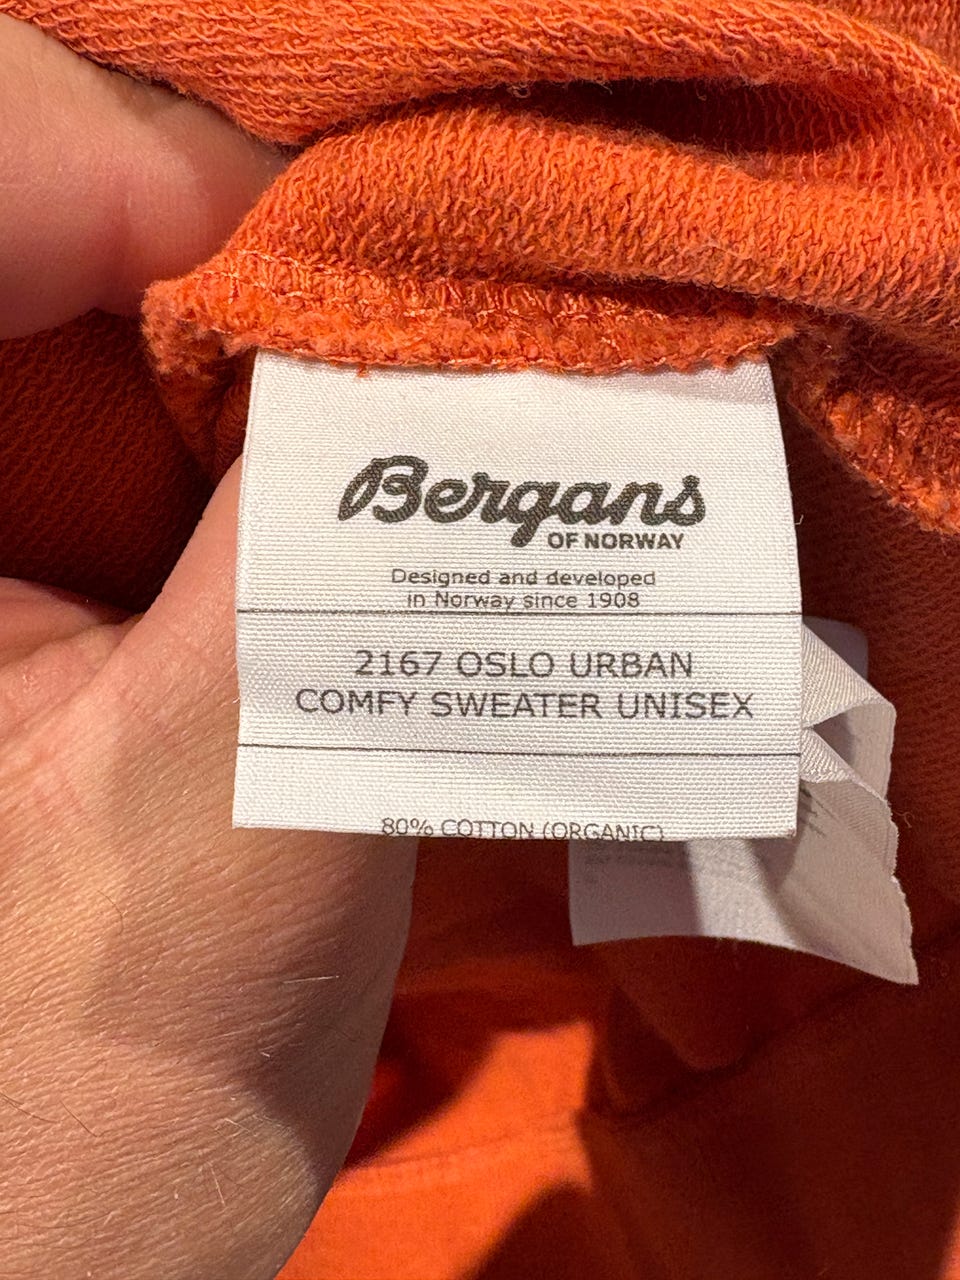 Bergans
OF NORWAY
Designed and developed
in Norway since 1908
2167 OSLO URBAN
COMFY SWEATER UNISEX
80% COTTON (ORGANIC)